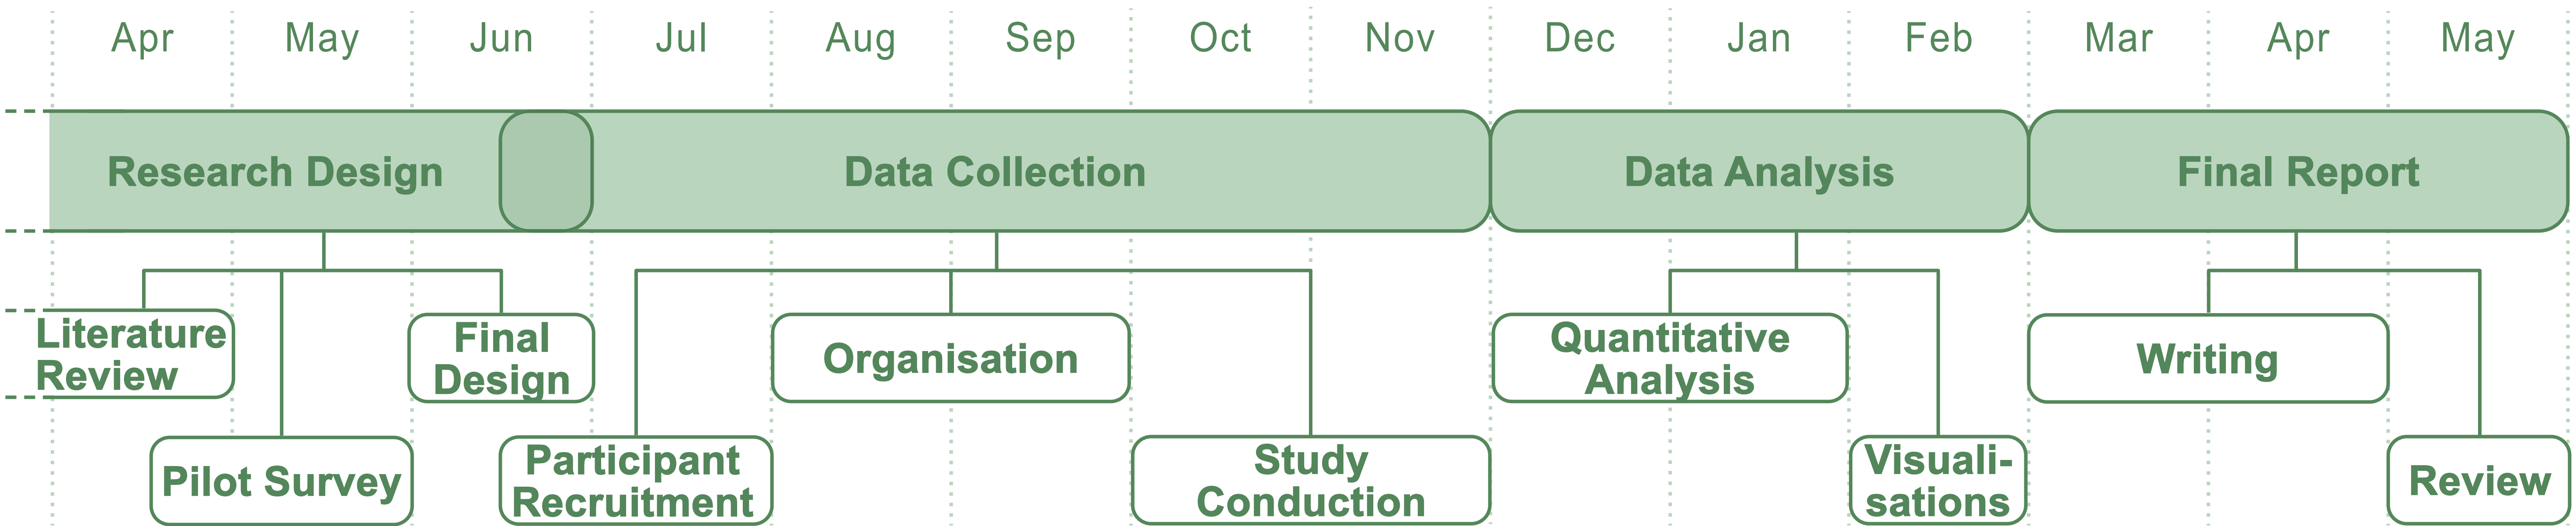 Apr May Jun Jul Aug Sep Oct Nov Dec Jan Feb Mar Apr May
Research Design Data Collection Data Analysis Final Report
Literature
Review
Final
Design
Organisation
Quantitative
Analysis
Writing
Pilot Survey
Participant
Recruitment
Study
Conduction
Visuali-
sations
Review